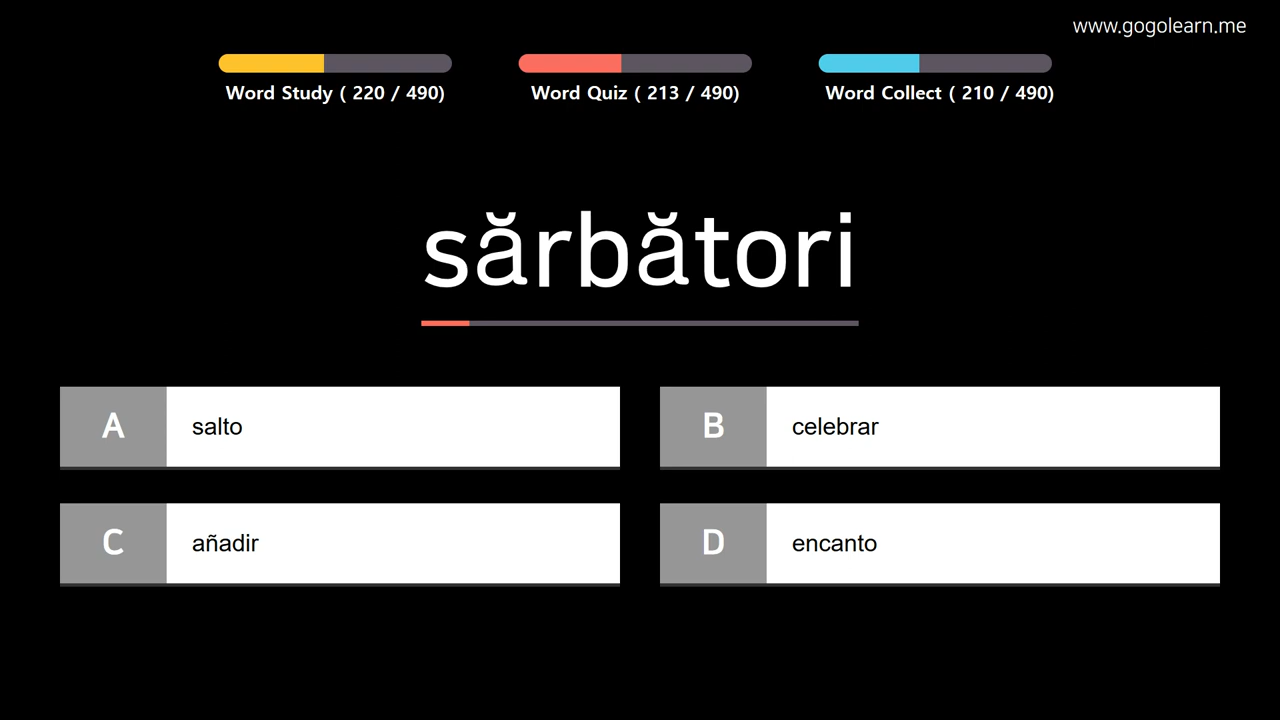 www.gogolearn.me
Word Study ( 220 / 490)
Word Quiz ( 213 / 490)
Word Collect ( 210 / 490)
sărbători
A salto
B celebrar
C añadir
D encanto